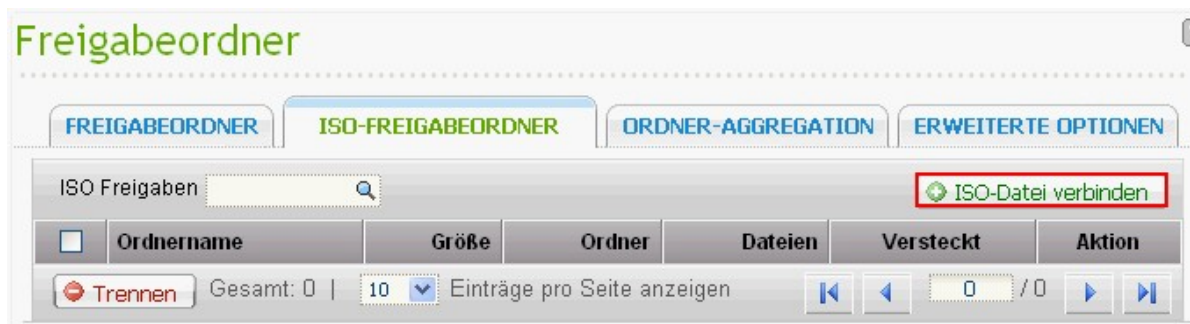 Freigabeordner
FREIGABEORDNER ISO-FREIGABEORDNER ORDNER-AGGREGATION ERWEITERTE OPTIONEN
ISO Freigaben ISO-Datei verbinden
Ordnername Größe Ordner Dateien Versteckt Aktion
Trennen Gesamt: 0 | 10 Einträge pro Seite anzeigen 0 / 0